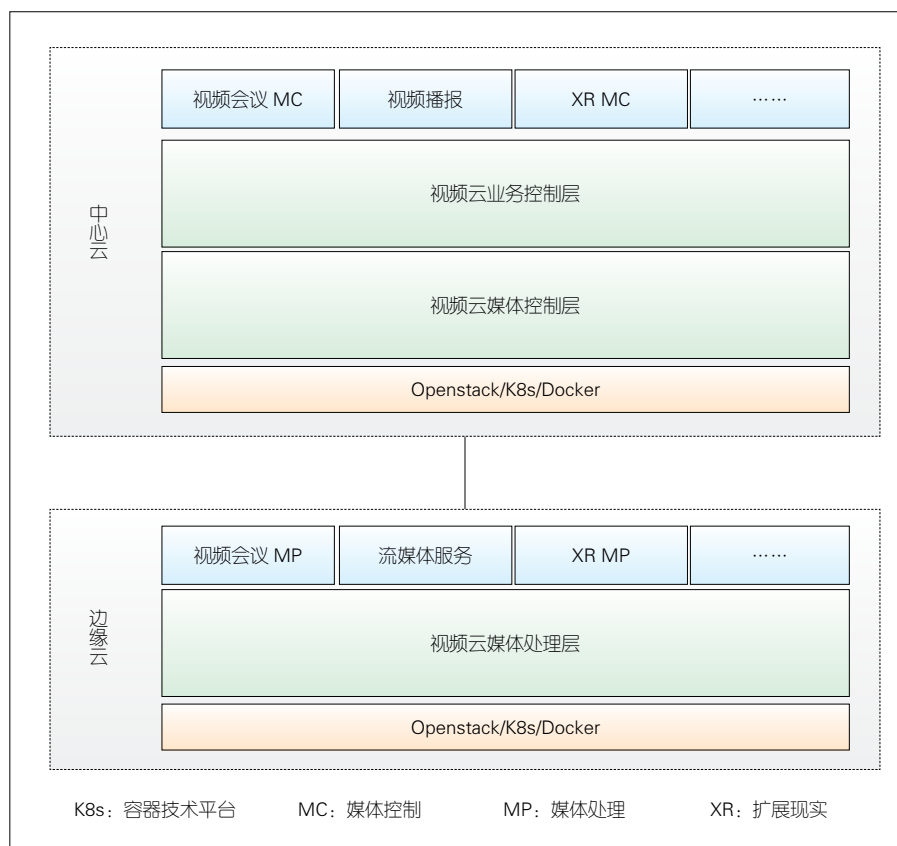 中心云
视频会议 MC
视频播报
XR MC
……
视频云业务控制层
视频云媒体控制层
Openstack/K8s/Docker
边缘云
视频会议 MP
流媒体服务
XR MP
……
视频云媒体处理层
Openstack/K8s/Docker
K8s：容器技术平台 MC：媒体控制 MP：媒体处理 XR：扩展现实